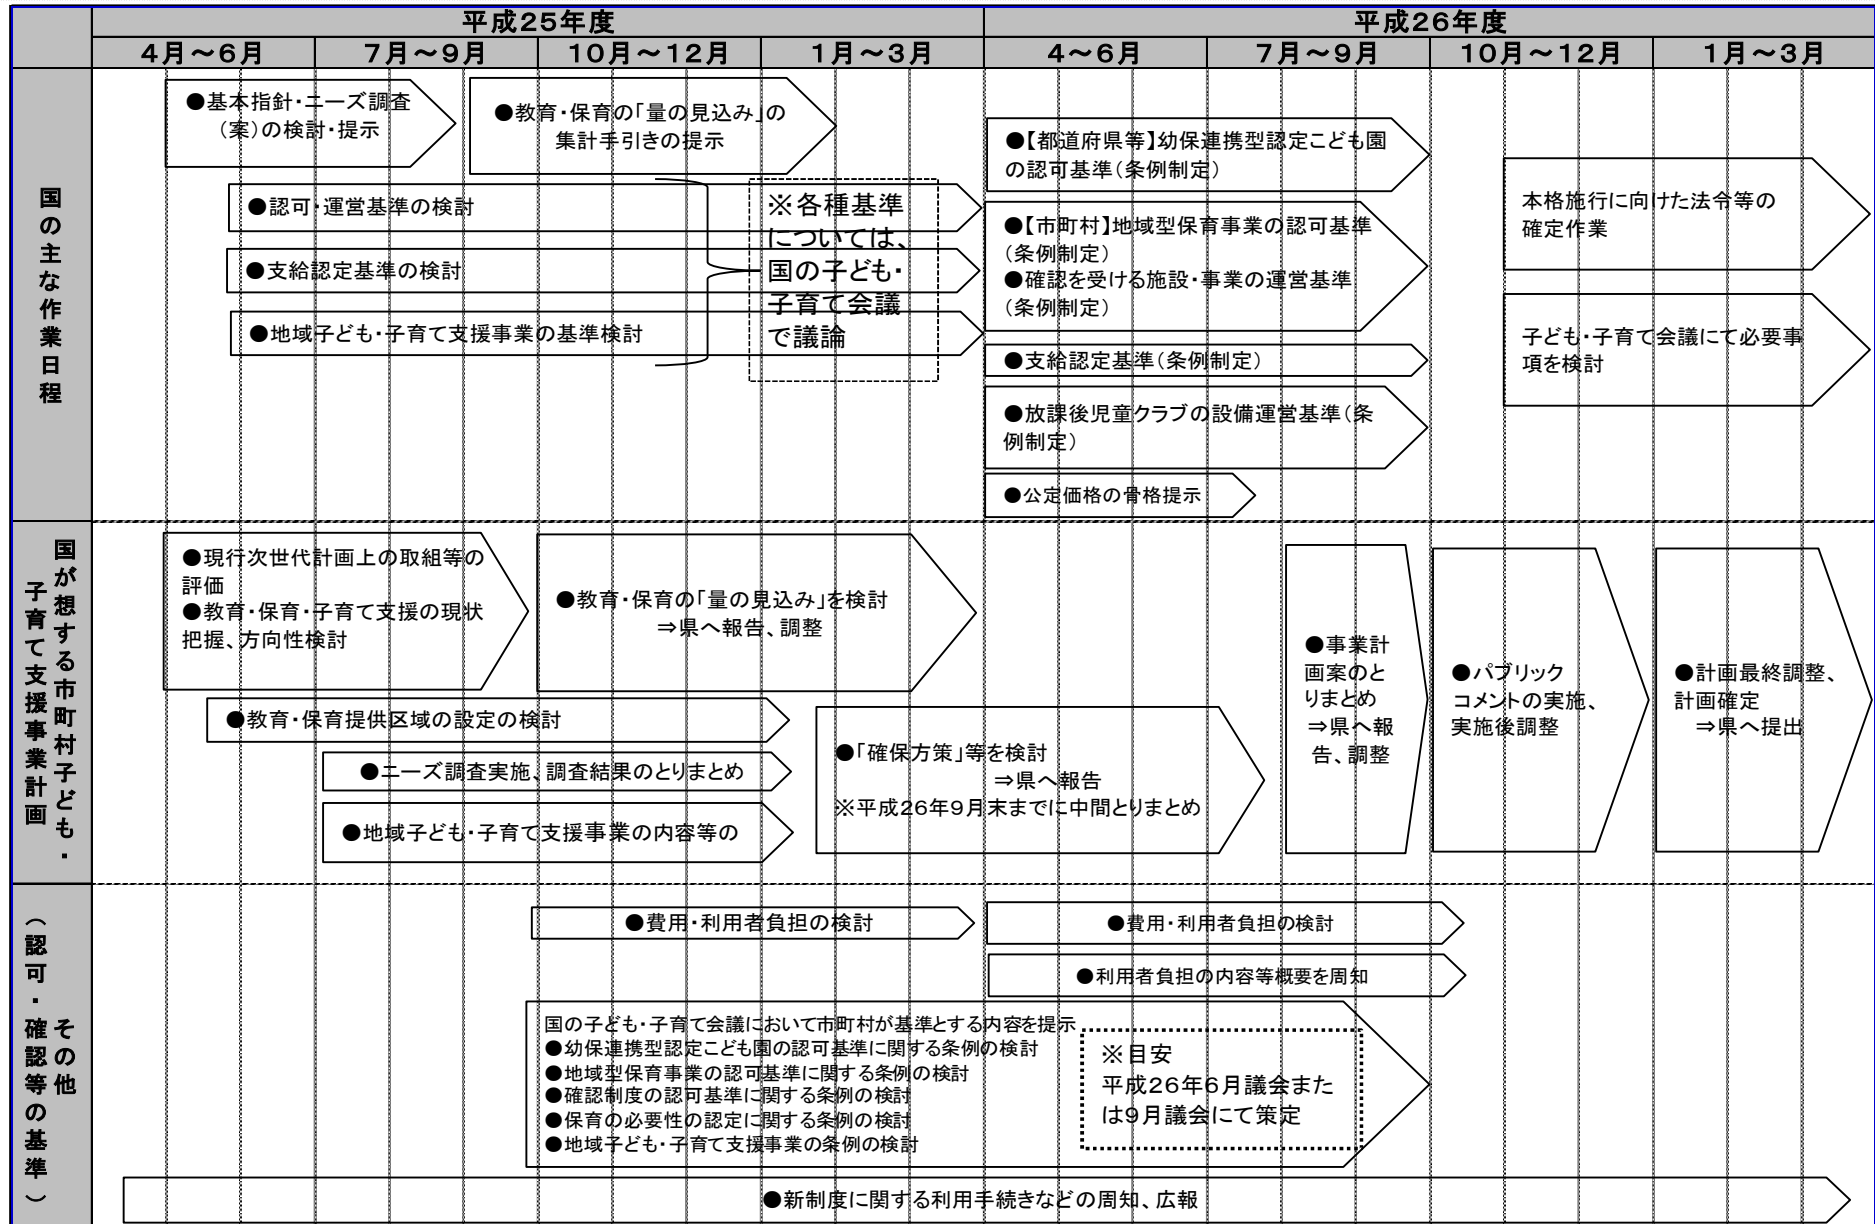 平成25年度
平成26年度
4月～6月
7月～9月
10月～12月
1月～3月
4～6月
7月～9月
10月～12月
1月～3月
国の主な作業日程
●基本指針・ニーズ調査
（案）の検討・提示
●教育・保育の「量の見込み」の
集計手引きの提示
●認可・運営基準の検討
●支給認定基準の検討
●地域子ども・子育て支援事業の基準検討
※各種基準
については、
国の子ども・
子育て会議
で議論
●【都道府県等】幼保連携型認定こども園
の認可基準（条例制定）
●【市町村】地域型保育事業の認可基準
（条例制定）
●確認を受ける施設・事業の運営基準
（条例制定）
●支給認定基準（条例制定）
●放課後児童クラブの設備運営基準（条
例制定）
●公定価格の骨格提示
本格施行に向けた法令等の
確定作業
子ども・子育て会議にて必要事
項を検討
国が想する市町村子ども・
子育て支援事業計画
●現行次世代計画上の取組等の
評価
●教育・保育・子育て支援の現状
把握、方向性検討
●教育・保育の「量の見込み」を検討
⇒県へ報告、調整
●教育・保育提供区域の設定の検討
●ニーズ調査実施、調査結果のとりまとめ
●地域子ども・子育て支援事業の内容等の
●「確保方策」等を検討
⇒県へ報告
※平成26年9月末までに中間とりまとめ
●事業計
画案のと
りまとめ
⇒県へ報
告、調整
●パブリック
コメントの実施、
実施後調整
●計画最終調整、
計画確定
⇒県へ提出
その他
（認可・確認等の基準）
●費用・利用者負担の検討
●費用・利用者負担の検討
●利用者負担の内容等概要を周知
国の子ども・子育て会議において市町村が基準とする内容を提示
●幼保連携型認定こども園の認可基準に関する条例の検討
●地域型保育事業の認可基準に関する条例の検討
●確認制度の認可基準に関する条例の検討
●保育の必要性の認定に関する条例の検討
●地域子ども・子育て支援事業の条例の検討
※目安
平成26年6月議会また
は9月議会にて策定
●新制度に関する利用手続きなどの周知、広報